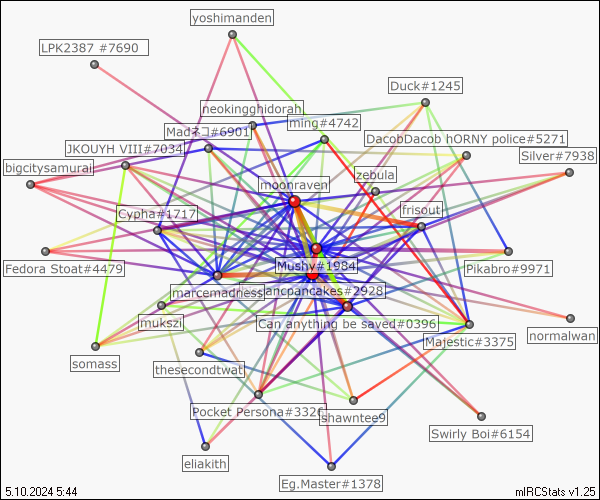 yoshimanden
LPK2387 #7690
Duck#1245
neokingghidorah
ming#4742
Madネコ#6901
DacobDacob hORNY police#5271
JKOUYH VIII#7034
Silver#7938
bigcitysamurai
zebula
moonraven
frisout
Cypha#1717
Mushy#1984
Fedora Stoat#4479
Pikabro#9971
marcemadness
ancpancakes#2928
mukszi
Can anything be saved#0396
normalwan
Majestic#3375
somass
thesecondtwat
Pocket Persona#3326
shawntee9
Swirly Boi#6154
eliakith
Eg.Master#1378
5.10.2024 5:44
mIRCStats v1.25